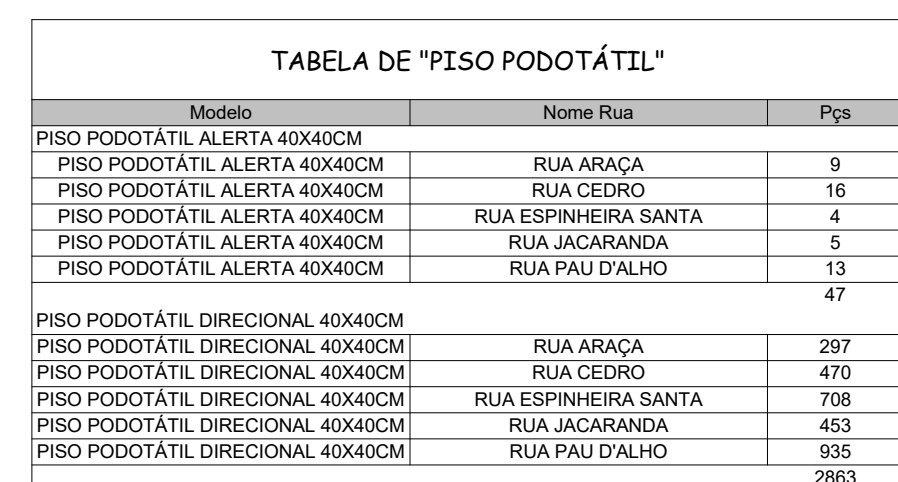 TABELA DE "PISO PODOTÁTIL"
Modelo Nome Rua Pçs
PISO PODOTÁTIL ALERTA 40X40CM
PISO PODOTÁTIL ALERTA 40X40CM RUA ARAÇA 9
PISO PODOTÁTIL ALERTA 40X40CM RUA CEDRO 16
PISO PODOTÁTIL ALERTA 40X40CM RUA ESPINHEIRA SANTA 4
PISO PODOTÁTIL ALERTA 40X40CM RUA JACARANDA 5
PISO PODOTÁTIL ALERTA 40X40CM RUA PAU D'ALHO 13
47
PISO PODOTÁTIL DIRECIONAL 40X40CM
PISO PODOTÁTIL DIRECIONAL 40X40CM RUA ARAÇA 297
PISO PODOTÁTIL DIRECIONAL 40X40CM RUA CEDRO 470
PISO PODOTÁTIL DIRECIONAL 40X40CM RUA ESPINHEIRA SANTA 708
PISO PODOTÁTIL DIRECIONAL 40X40CM RUA JACARANDA 453
PISO PODOTÁTIL DIRECIONAL 40X40CM RUA PAU D'ALHO 935
2863